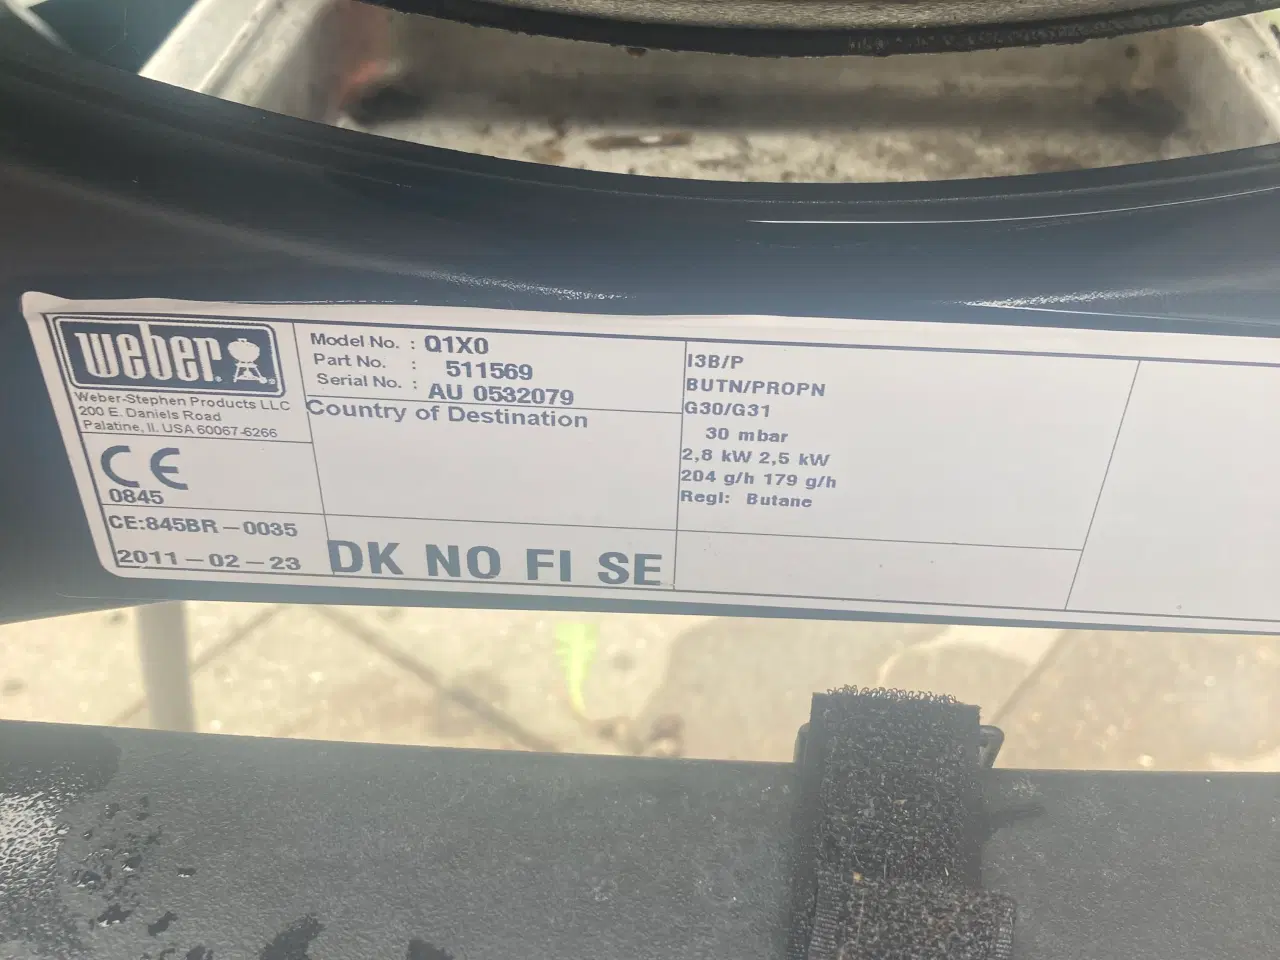 weber
Weber-Stephen Products LLC
200 E. Daniels Road
Palatine, Il. USA 60067-6266
CE
0845
CE:845BR-0035
2011-02-23
Model No. : Q1X0
Part No. : 511569
Serial No. : AU 0532079
Country of Destination
DK NO FI SE
I3B/P
BUTN/PROPN
G30/G31
30 mbar
2,8 kW 2,5 kW
204 g/h 179 g/h
Regl: Butane